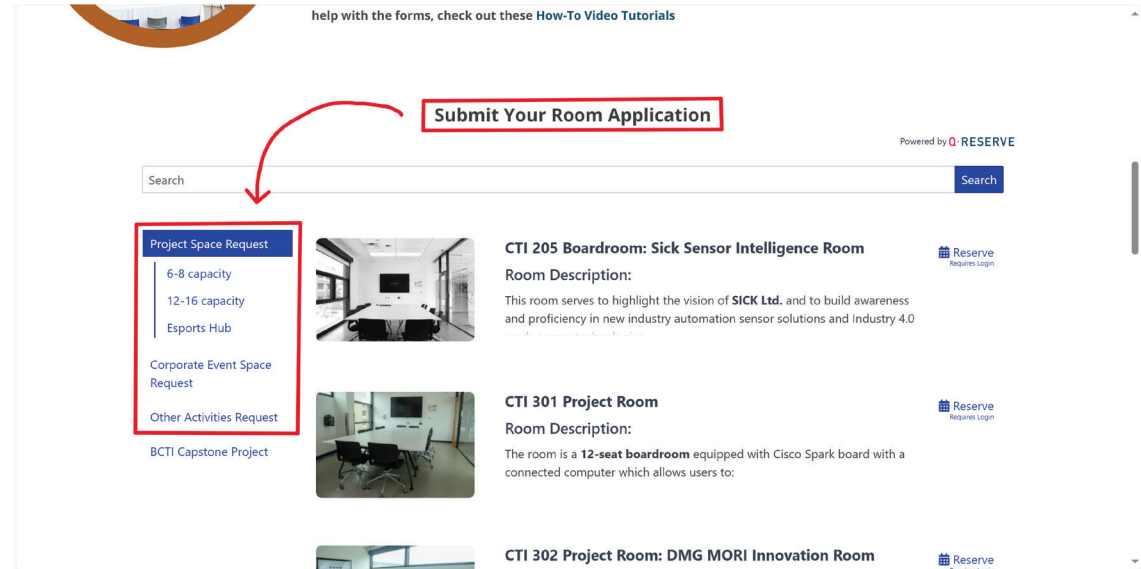 help with the forms, check out these How-To Video Tutorials
Submit Your Room Application
Powered by Q·RESERVE
Search
Search
Project Space Request
6-8 capacity
12-16 capacity
Esports Hub
Corporate Event Space
Request
Other Activities Request
BCTI Capstone Project
CTI 205 Boardroom: Sick Sensor Intelligence Room
Room Description:
This room serves to highlight the vision of SICK Ltd. and to build awareness
and proficiency in new industry automation sensor solutions and Industry 4.0
Reserve
Requires Login
CTI 301 Project Room
Room Description:
The room is a 12-seat boardroom equipped with Cisco Spark board with a
connected computer which allows users to:
Reserve
Requires Login
CTI 302 Project Room: DMG MORI Innovation Room
Reserve